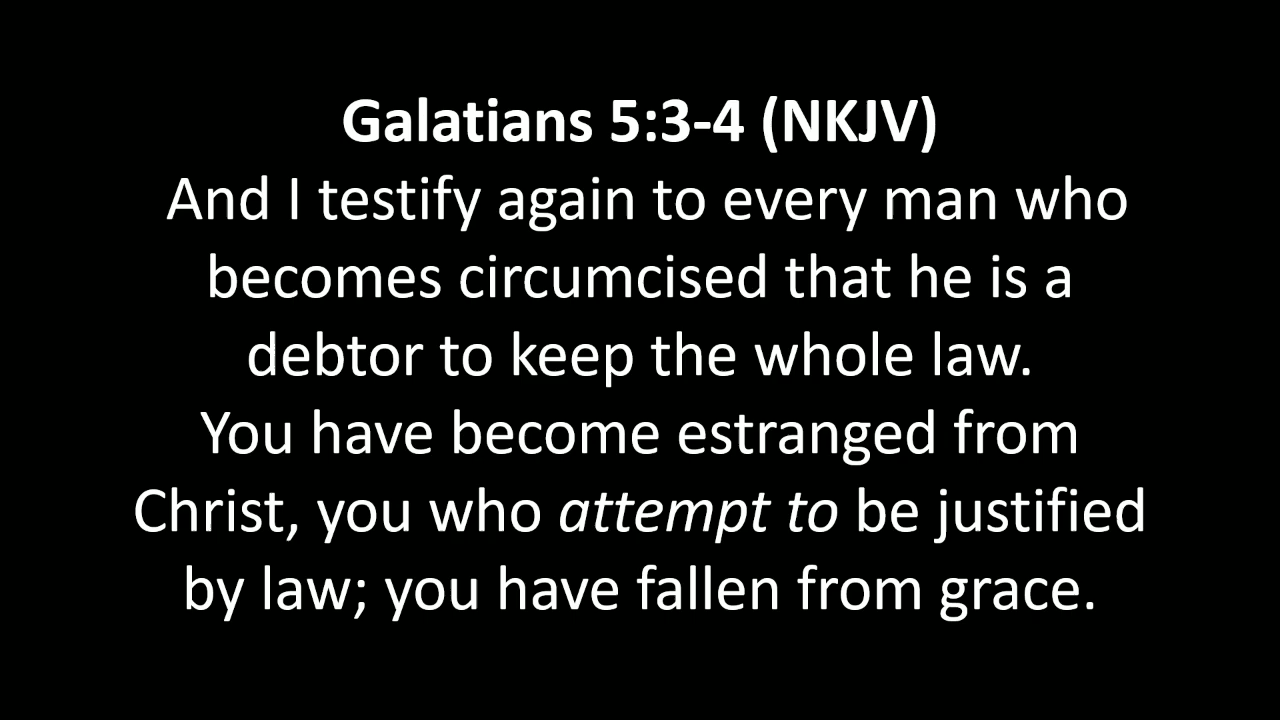 Galatians 5:3-4 (NKJV)
And I testify again to every man who
becomes circumcised that he is a
debtor to keep the whole law.
You have become estranged from
Christ, you who attempt to be justified
by law; you have fallen from grace.